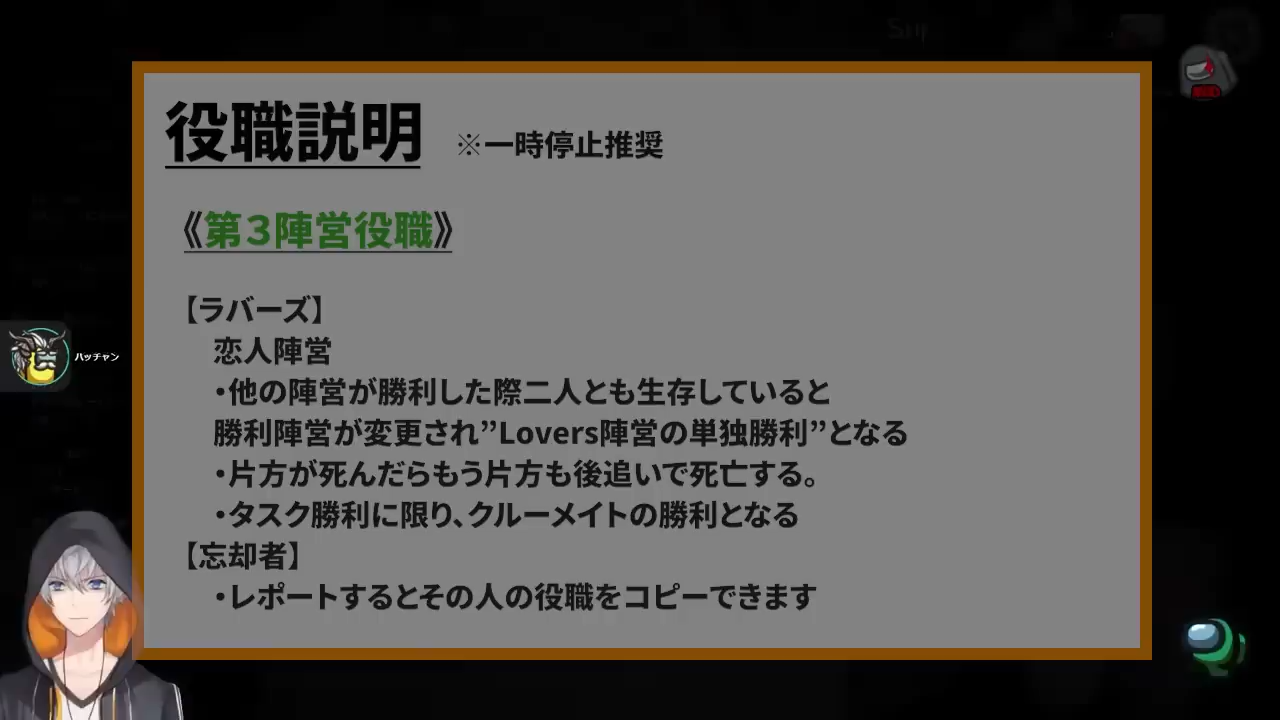 役職説明 ※一時停止推奨
《第３陣営役職》
【ラバーズ】
恋人陣営
・他の陣営が勝利した際二人とも生存していると
勝利陣営が変更され”Lovers陣営の単独勝利”となる
・片方が死んだらもう片方も後追いで死亡する。
・タスク勝利に限り、クルーメイトの勝利となる
【忘却者】
・レポートするとその人の役職をコピーできます
ハッチャン